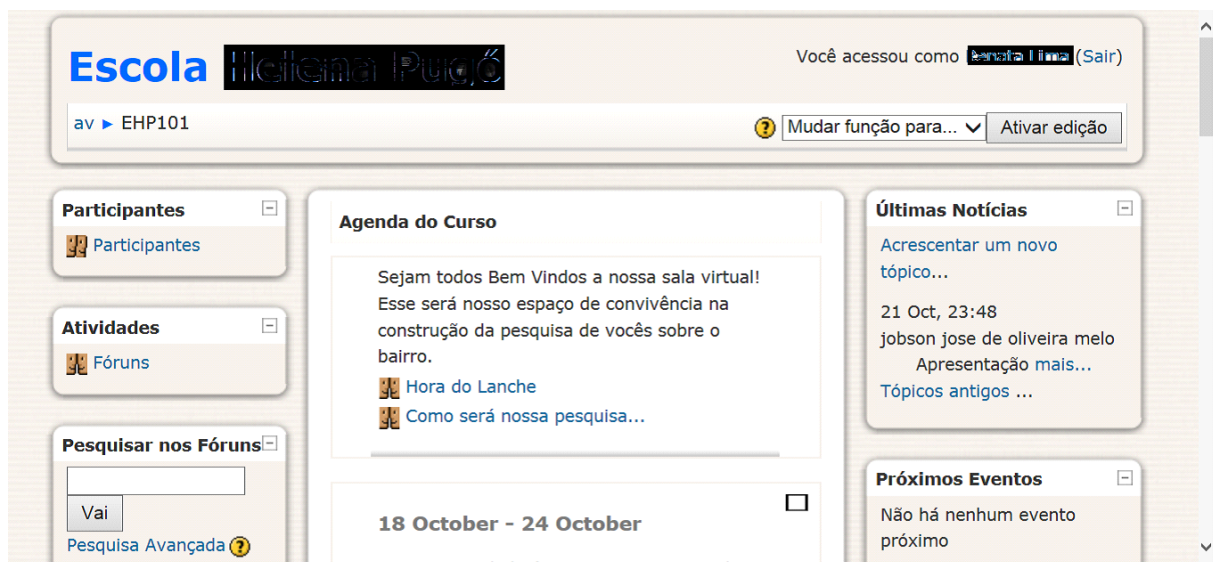 Escola
Você acessou como (Sair)
av ► EHP101
Mudar função para... Ativar edição
Participantes
Participantes
Atividades
Fóruns
Pesquisar nos Fóruns
Vai
Pesquisa Avançada
Agenda do Curso
Sejam todos Bem Vindos a nossa sala virtual!
Esse será nosso espaço de convivência na
construção da pesquisa de vocês sobre o
bairro.
Hora do Lanche
Como será nossa pesquisa...
18 October - 24 October
Últimas Notícias
Acrescentar um novo
tópico...
21 Oct, 23:48
jobson jose de oliveira melo
Apresentação mais...
Tópicos antigos ...
Próximos Eventos
Não há nenhum evento
próximo